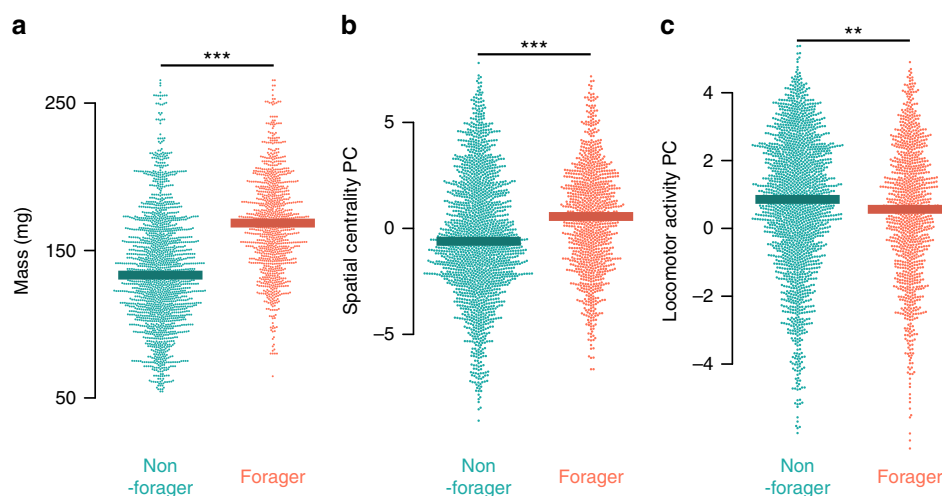 a
***
Mass (mg)
250
150
50
Non
-forager
Forager
b
***
Spatial centrality PC
5
0
−5
Non
-forager
Forager
c
**
Locomotor activity PC
4
2
0
−2
−4
Non
-forager
Forager